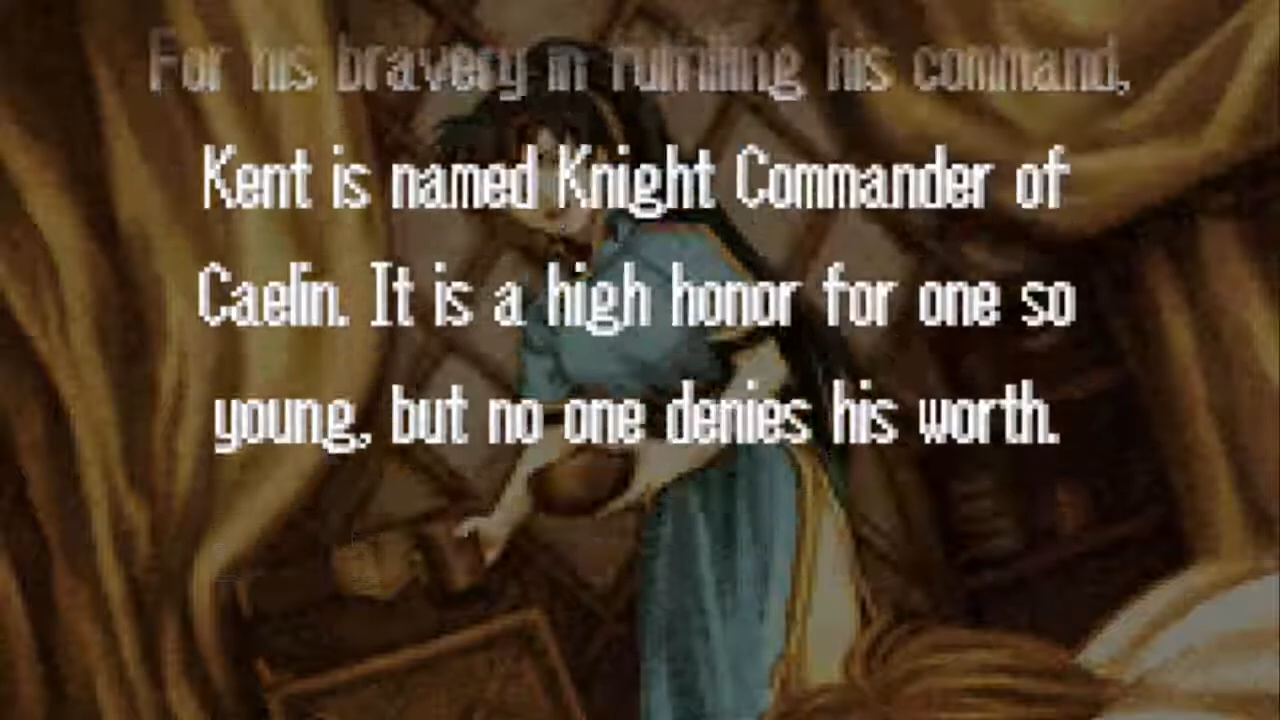 For his bravery in fulfilling his command,
Kent is named Knight Commander of
Caelin. It is a high honor for one so
young, but no one denies his worth.